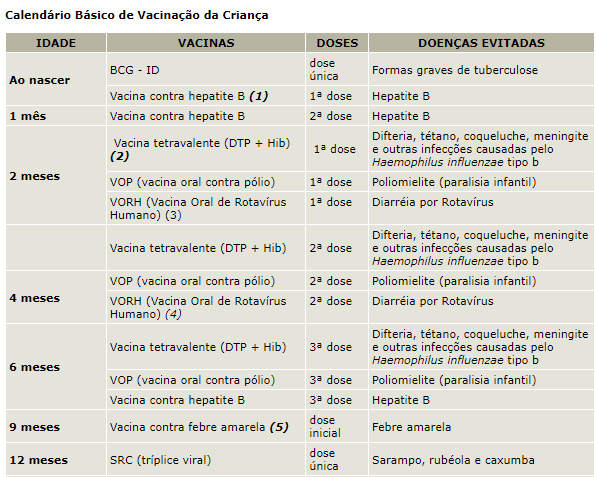 Calendário Básico de Vacinação da Criança
IDADE VACINAS DOSES DOENÇAS EVITADAS
Ao nascer
BCG - ID
dose
única
Formas graves de tuberculose
Vacina contra hepatite B (1) 1ª dose Hepatite B
1 mês Vacina contra hepatite B 2ª dose Hepatite B
2 meses
Vacina tetravalente (DTP + Hib)
(2)
1ª dose
Difteria, tétano, coqueluche, meningite
e outras infecções causadas pelo
Haemophilus influenzae tipo b
VOP (vacina oral contra pólio) 1ª dose Poliomielite (paralisia infantil)
VORH (Vacina Oral de Rotavírus
Humano) (3)
1ª dose
Diarréia por Rotavírus
Vacina tetravalente (DTP + Hib)
2ª dose
Difteria, tétano, coqueluche, meningite
e outras infecções causadas pelo
Haemophilus influenzae tipo b
4 meses
VOP (vacina oral contra pólio) 2ª dose Poliomielite (paralisia infantil)
VORH (Vacina Oral de Rotavírus
Humano) (4)
2ª dose
Diarréia por Rotavírus
6 meses
Vacina tetravalente (DTP + Hib)
3ª dose
Difteria, tétano, coqueluche, meningite
e outras infecções causadas pelo
Haemophilus influenzae tipo b
VOP (vacina oral contra pólio) 3ª dose Poliomielite (paralisia infantil)
Vacina contra hepatite B 3ª dose Hepatite B
9 meses Vacina contra febre amarela (5)
dose
inicial
Febre amarela
12 meses SRC (tríplice viral)
dose
única
Sarampo, rubéola e caxumba